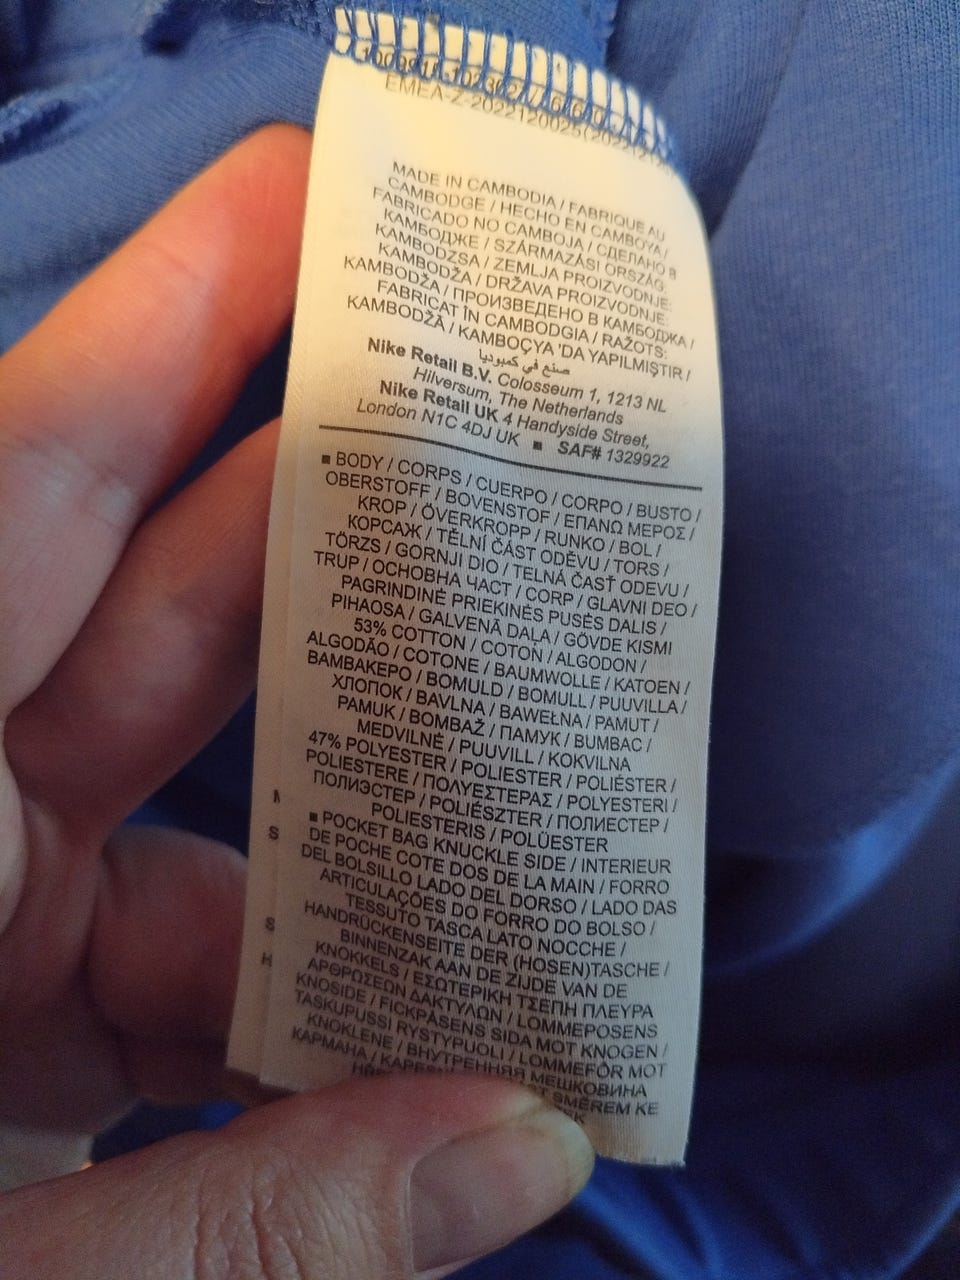 EMEA-Z-2022120025(202212120
MADE IN CAMBODIA / FABRIQUE AU
CAMBODGE / HECHO EN CAMBOYA /
FABRICADO NO CAMBOJA / СДЕЛАНО В
КАМБОДЖЕ / SZÁRMAZÁSI ORSZÁG:
KAMBODZSA / ZEMLJA PROIZVODNJE:
KAMBODŽA / DRŽAVA PROIZVODNJE:
KAMBODŽA / ПРОИЗВЕДЕНО В КАМБОДЖА /
FABRICAT ÎN CAMBODGIA / RAŽOTS:
KAMBODŽĀ / KAMBOÇYA 'DA YAPILMIŞTIR /
صنع في كمبوديا
Nike Retail B.V. Colosseum 1, 1213 NL
Hilversum, The Netherlands
Nike Retail UK 4 Handyside Street,
London N1C 4DJ UK ■ SAF# 1329922
■ BODY / CORPS / CUERPO / CORPO / BUSTO /
OBERSTOFF / BOVENSTOF / ΕΠΑΝΩ ΜΕΡΟΣ /
KROP / ÖVERKROPP / RUNKO / BOL /
КОРСАЖ / TĚLNÍ ČÁST ODĚVU / TORS /
TÖRZS / GORNJI DIO / TELNÁ ČASŤ ODEVU /
TRUP / ОСНОВНА ЧАСТ / CORP / GLAVNI DEO /
PAGRINDINĖ PRIEKINĖS PUSĖS DALIS /
PIHAOSA / GALVENĀ DAĻA / GÖVDE KISMI
53% COTTON / COTON / ALGODON /
ALGODÃO / COTONE / BAUMWOLLE / KATOEN /
ΒΑΜΒΑΚΕΡΟ / BOMULD / BOMULL / PUUVILLA /
ХЛОПОК / BAVLNA / BAWEŁNA / PAMUT /
PAMUK / BOMBAŽ / ПАМУК / BUMBAC /
MEDVILNĖ / PUUVILL / KOKVILNA
47% POLYESTER / POLIESTER / POLIÉSTER /
POLIESTERE / ΠΟΛΥΕΣΤΕΡΑΣ / POLYESTERI /
ПОЛИЭСТЕР / POLIÉSZTER / ПОЛИЕСТЕР /
POLIESTERIS / POLÜESTER
■ POCKET BAG KNUCKLE SIDE / INTERIEUR
DE POCHE COTE DOS DE LA MAIN / FORRO
DEL BOLSILLO LADO DEL DORSO / LADO DAS
ARTICULAÇÕES DO FORRO DO BOLSO /
TESSUTO TASCA LATO NOCCHE /
HANDRÜCKENSEITE DER (HOSEN)TASCHE /
BINNENZAK AAN DE ZIJDE VAN DE
KNOKKELS / ΕΣΩΤΕΡΙΚΗ ΤΣΕΠΗ ΠΛΕΥΡΑ
ΑΡΘΡΩΣΕΩΝ ΔΑΚΤΥΛΩΝ / LOMMEPOSENS
KNOSIDE / FICKPÅSENS SIDA MOT KNOGEN /
TASKUPUSSI RYSTYPUOLI / LOMMEFÔR MOT
KNOKLENE / ВНУТРЕННЯЯ МЕШКОВИНА
КАРМАНА / SMĚREM KE